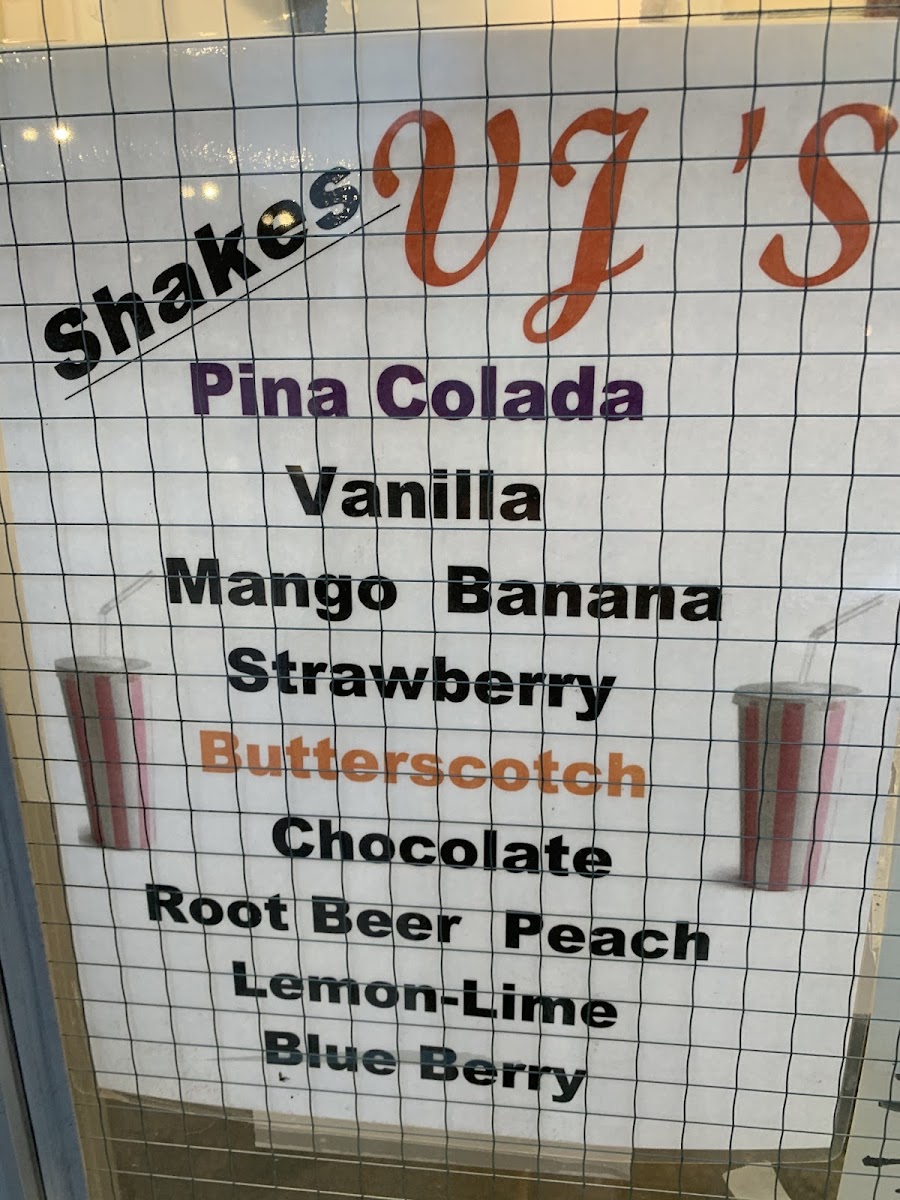 Shakes VJ'S
Pina Colada
Vanilla
Mango Banana
Strawberry
Butterscotch
Chocolate
Root Beer Peach
Lemon-Lime
Blue Berry